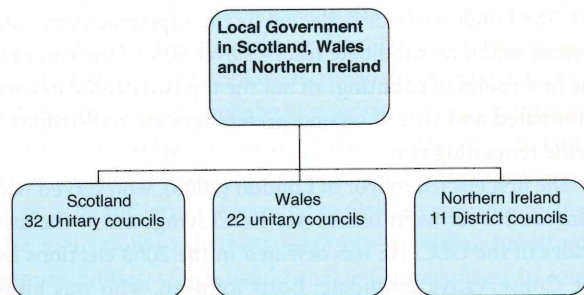 Local Government
in Scotland, Wales
and Northern Ireland
Scotland
32 Unitary councils
Wales
22 unitary councils
Northern Ireland
11 District councils